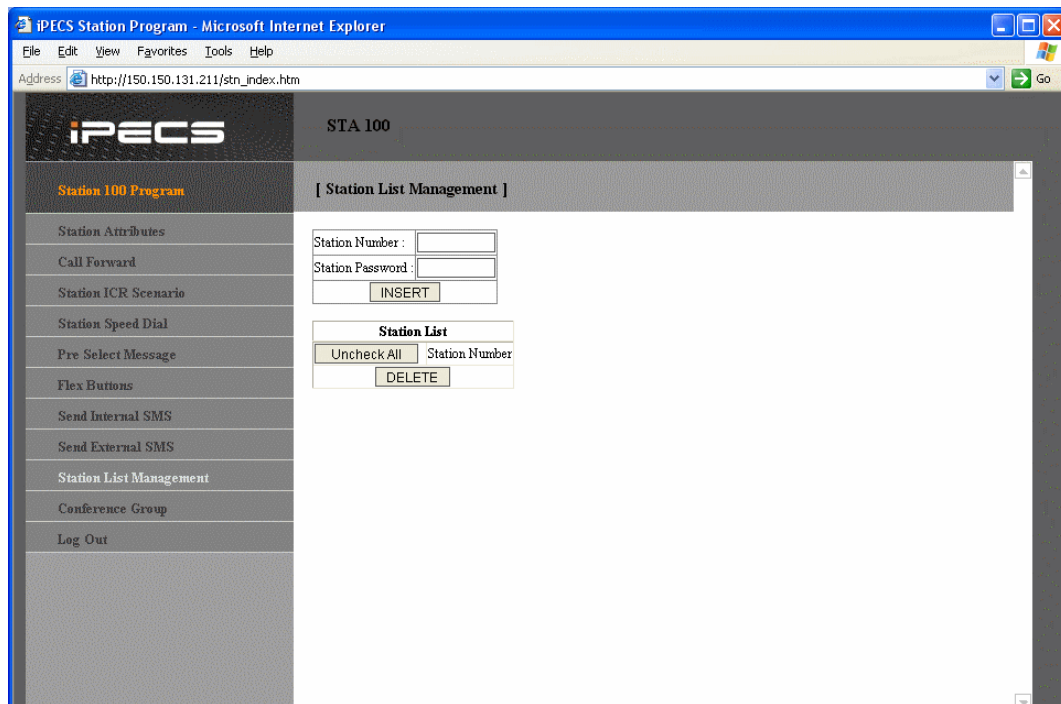 iPECS Station Program - Microsoft Internet Explorer
File Edit View Favorites Tools Help
Address http://150.150.131.211/stn_index.htm Go
iPECS
STA 100
Station 100 Program
[ Station List Management ]
Station Attributes
Call Forward
Station ICR Scenario
Station Speed Dial
Pre Select Message
Flex Buttons
Send Internal SMS
Send External SMS
Station List Management
Conference Group
Log Out
Station Number :
Station Password :
INSERT
Station List
Uncheck All Station Number
DELETE